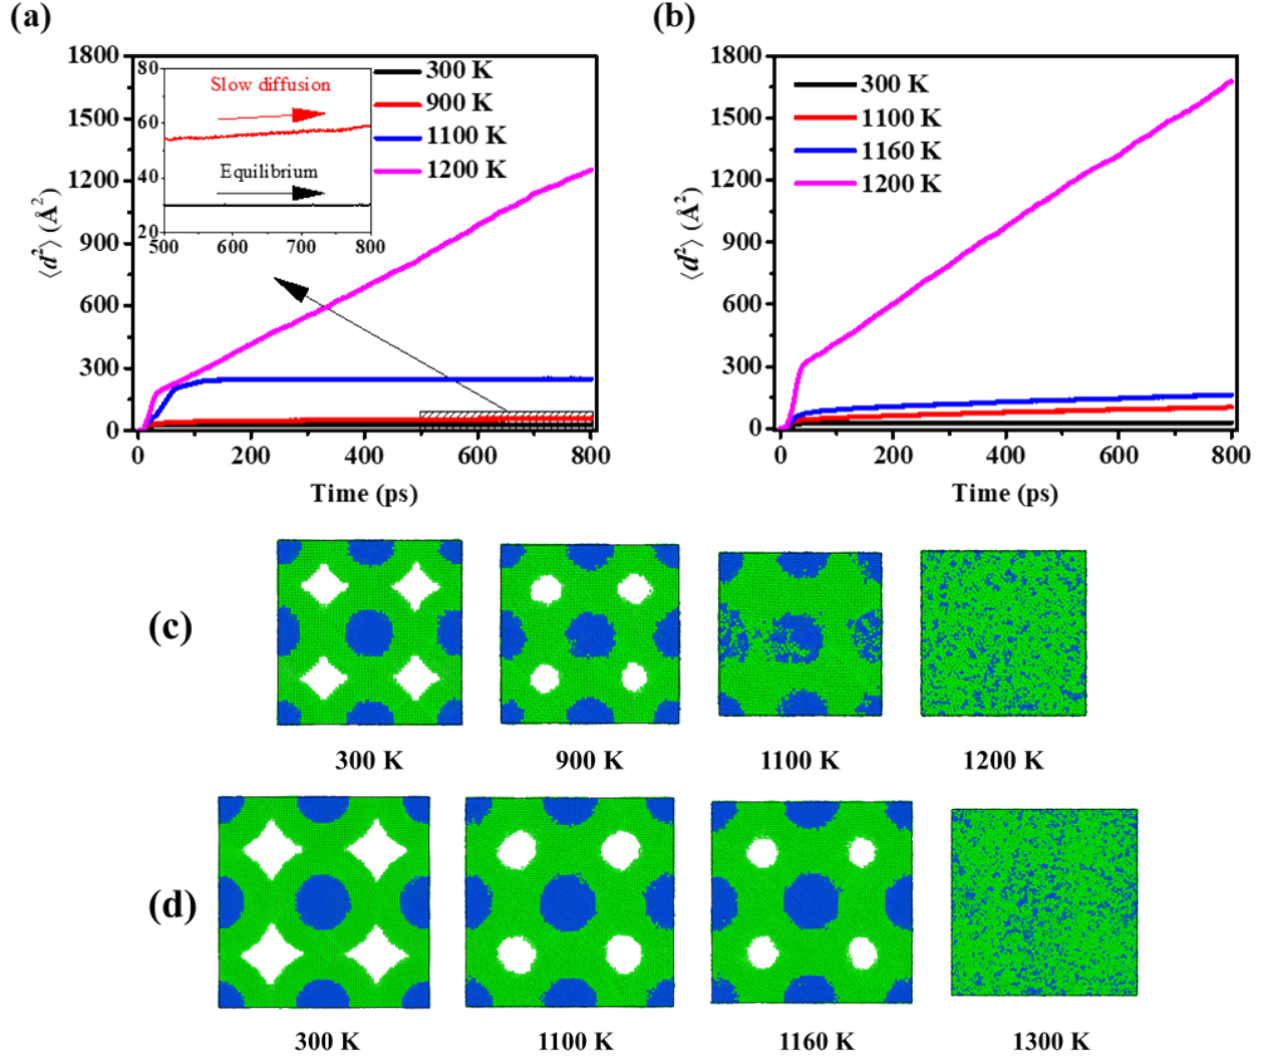 (a)
1800
1500
1200
900
600
300
0
⟨d²⟩ (Å²)
0 200 400 600 800
Time (ps)
300 K
900 K
1100 K
1200 K
80
60
40
20
500 600 700 800
Slow diffusion
Equilibrium
(b)
1800
1500
1200
900
600
300
0
⟨d²⟩ (Å²)
0 200 400 600 800
Time (ps)
300 K
1100 K
1160 K
1200 K
(c)
300 K 900 K 1100 K 1200 K
(d)
300 K 1100 K 1160 K 1300 K